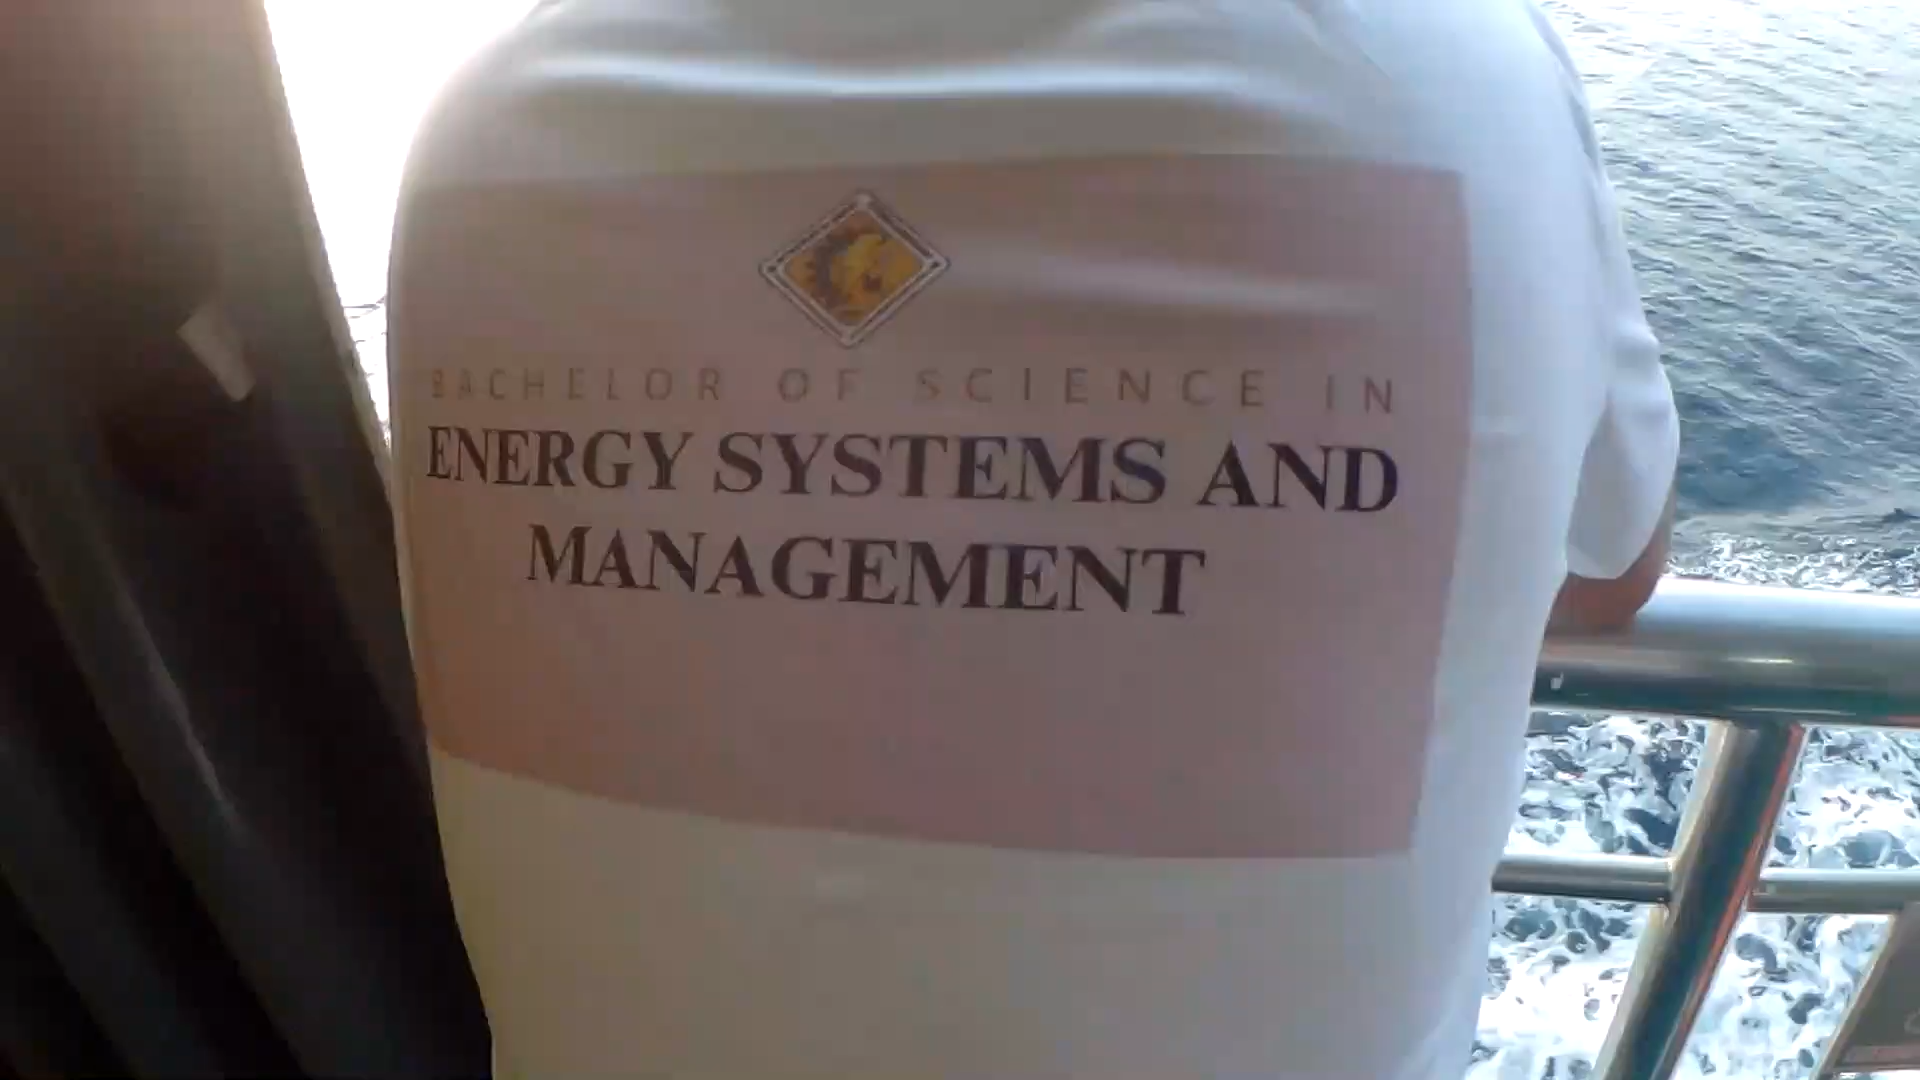 BACHELOR OF SCIENCE IN
ENERGY SYSTEMS AND
MANAGEMENT